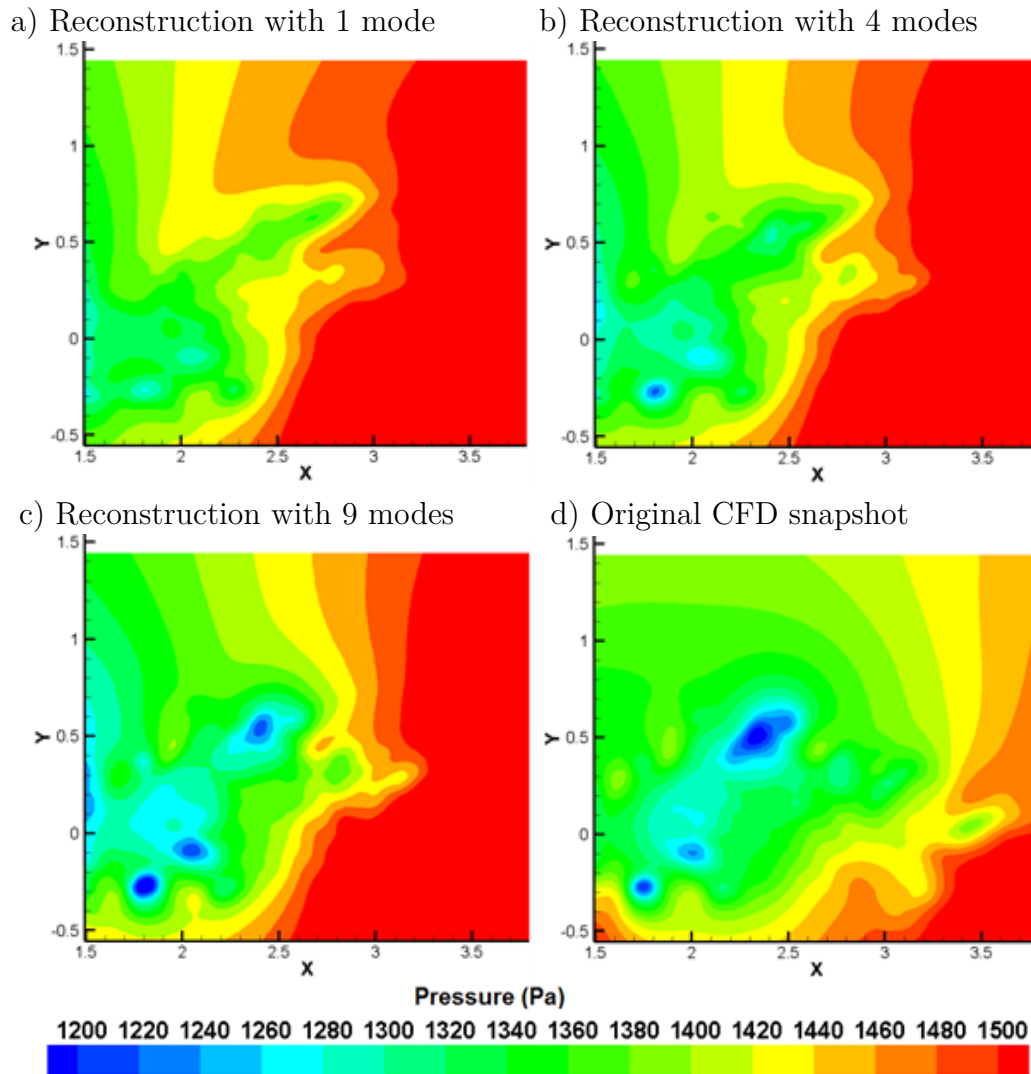 a) Reconstruction with 1 mode
b) Reconstruction with 4 modes
1.5
1
0.5
0
-0.5
Y
1.5 2 2.5 3 3.5
X
1.5
1
0.5
0
-0.5
Y
1.5 2 2.5 3 3.5
X
c) Reconstruction with 9 modes
d) Original CFD snapshot
1.5
1
0.5
0
-0.5
Y
1.5 2 2.5 3 3.5
X
1.5
1
0.5
0
-0.5
Y
1.5 2 2.5 3 3.5
X
Pressure (Pa)
1200 1220 1240 1260 1280 1300 1320 1340 1360 1380 1400 1420 1440 1460 1480 1500